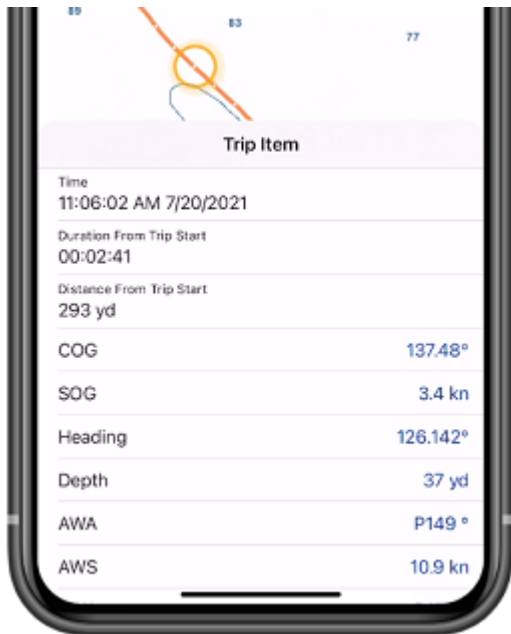 89
83
77
Trip Item
Time
11:06:02 AM 7/20/2021
Duration From Trip Start
00:02:41
Distance From Trip Start
293 yd
COG 137.48°
SOG 3.4 kn
Heading 126.142°
Depth 37 yd
AWA P149 °
AWS 10.9 kn